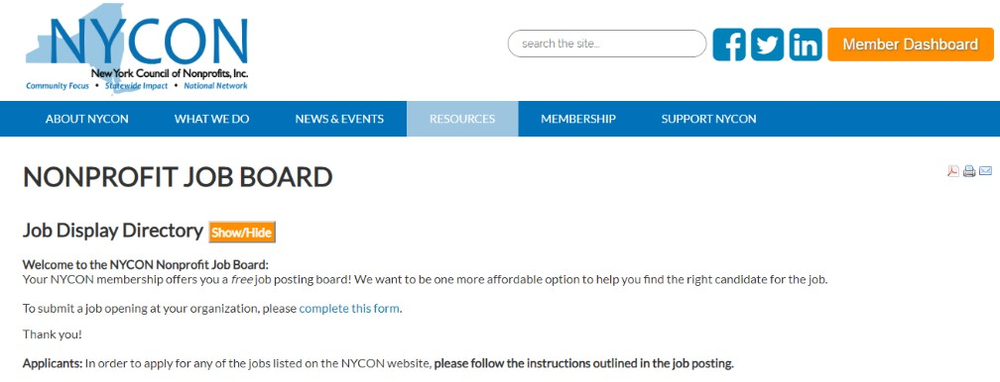 NYCON
New York Council of Nonprofits, Inc.
Community Focus • Statewide Impact • National Network
search the site...
Member Dashboard
ABOUT NYCON WHAT WE DO NEWS & EVENTS RESOURCES MEMBERSHIP SUPPORT NYCON
NONPROFIT JOB BOARD
Job Display Directory Show/Hide
Welcome to the NYCON Nonprofit Job Board:
Your NYCON membership offers you a free job posting board! We want to be one more affordable option to help you find the right candidate for the job.
To submit a job opening at your organization, please complete this form.
Thank you!
Applicants: In order to apply for any of the jobs listed on the NYCON website, please follow the instructions outlined in the job posting.